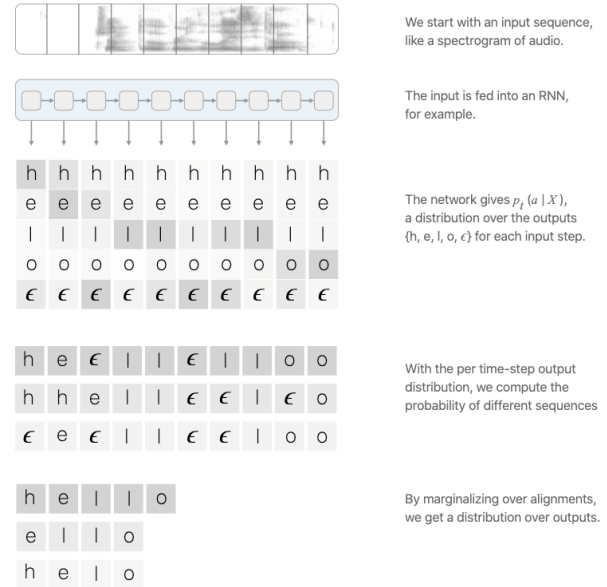 We start with an input sequence,
like a spectrogram of audio.
The input is fed into an RNN,
for example.
h h h h h h h h h h
e e e e e e e e e e
l l l l l l l l l l
o o o o o o o o o o
ϵ ϵ ϵ ϵ ϵ ϵ ϵ ϵ ϵ ϵ
The network gives pₜ (a | X),
a distribution over the outputs
{h, e, l, o, ϵ} for each input step.
h e ϵ l l ϵ l l o o
h h e l l ϵ ϵ l ϵ o
ϵ e ϵ l l ϵ ϵ l o o
With the per time-step output
distribution, we compute the
probability of different sequences
h e l l o
e l l o
h e l o
By marginalizing over alignments,
we get a distribution over outputs.